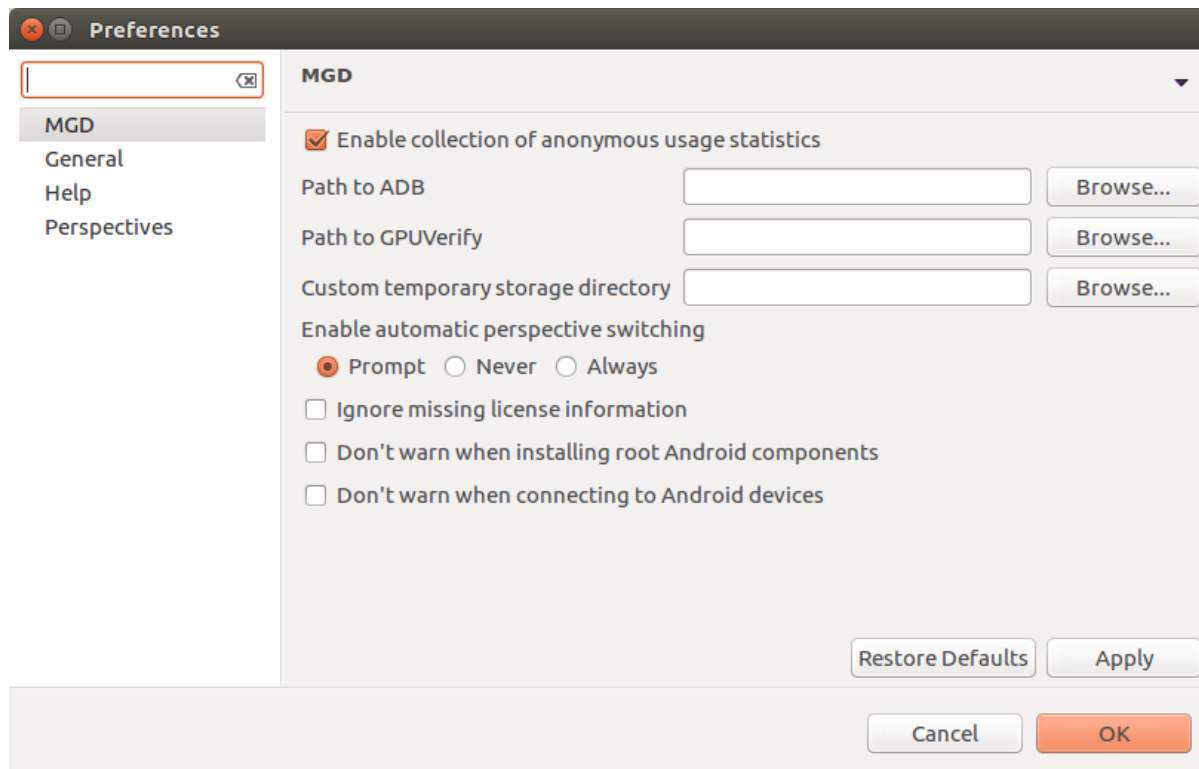 Preferences
MGD
General
Help
Perspectives
MGD
Enable collection of anonymous usage statistics
Path to ADB Browse...
Path to GPUVerify Browse...
Custom temporary storage directory Browse...
Enable automatic perspective switching
Prompt Never Always
Ignore missing license information
Don't warn when installing root Android components
Don't warn when connecting to Android devices
Restore Defaults Apply
Cancel OK